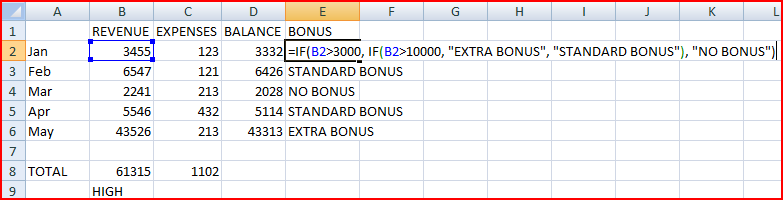 A B C D E F G H I J K L
1 REVENUE EXPENSES BALANCE BONUS
2 Jan 3455 123 3332 =IF(B2>3000, IF(B2>10000, "EXTRA BONUS", "STANDARD BONUS"), "NO BONUS")
3 Feb 6547 121 6426 STANDARD BONUS
4 Mar 2241 213 2028 NO BONUS
5 Apr 5546 432 5114 STANDARD BONUS
6 May 43526 213 43313 EXTRA BONUS
7
8 TOTAL 61315 1102
9 HIGH